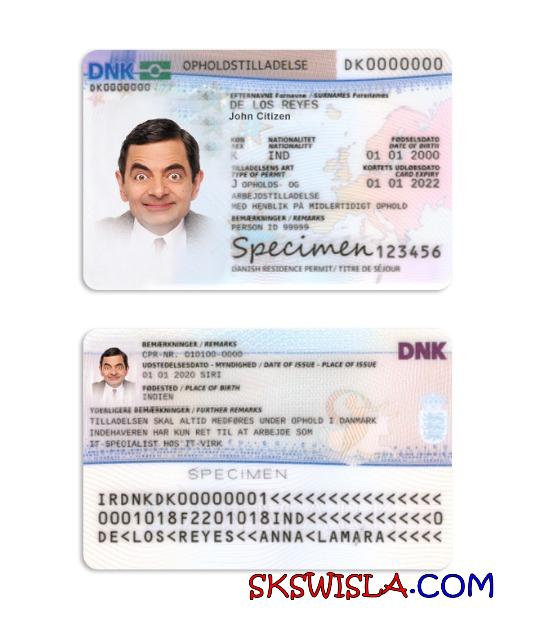 DNK OPHOLDSTILLADELSE DK0000000
DK0000000
EFTERNAVNE Fornavne / SURNAMES Forenames
DE LOS REYES
John Citizen
KØN NATIONALITET FØDSELSDATO
SEX NATIONALITY DATE OF BIRTH
K IND 01 01 2000
TILLADELSENS ART KORTETS UDLØBSDATO
TYPE OF PERMIT CARD EXPIRY
J OPHOLDS- OG 01 01 2022
ARBEJDSTILLADELSE
MED HENBLIK PÅ MIDLERTIDIGT OPHOLD
BEMÆRKNINGER / REMARKS
PERSON ID 99999
Specimen 123456
DANISH RESIDENCE PERMIT/ TITRE DE SÉJOUR
BEMÆRKNINGER / REMARKS
DNK
CPR-NR. 010100-0000
UDSTEDELSESDATO - MYNDIGHED / DATE OF ISSUE - PLACE OF ISSUE
01 01 2020 SIRI
FØDESTED / PLACE OF BIRTH
INDIEN
YDERLIGERE BEMÆRKNINGER / FURTHER REMARKS
TILLADELSEN SKAL ALTID MEDFØRES UNDER OPHOLD I DANMARK
INDEHAVEREN HAR KUN RET TIL AT ARBEJDE SOM
IT-SPECIALIST HOS IT-VIRK
SPECIMEN
IRDNKDK00000001<<<<<<<<<<<<<<<
0001018F2201018IND<<<<<<<<<<<0
DE<LOS<REYES<<ANNA<LAMARA<<<<<
SKSWISLA.COM